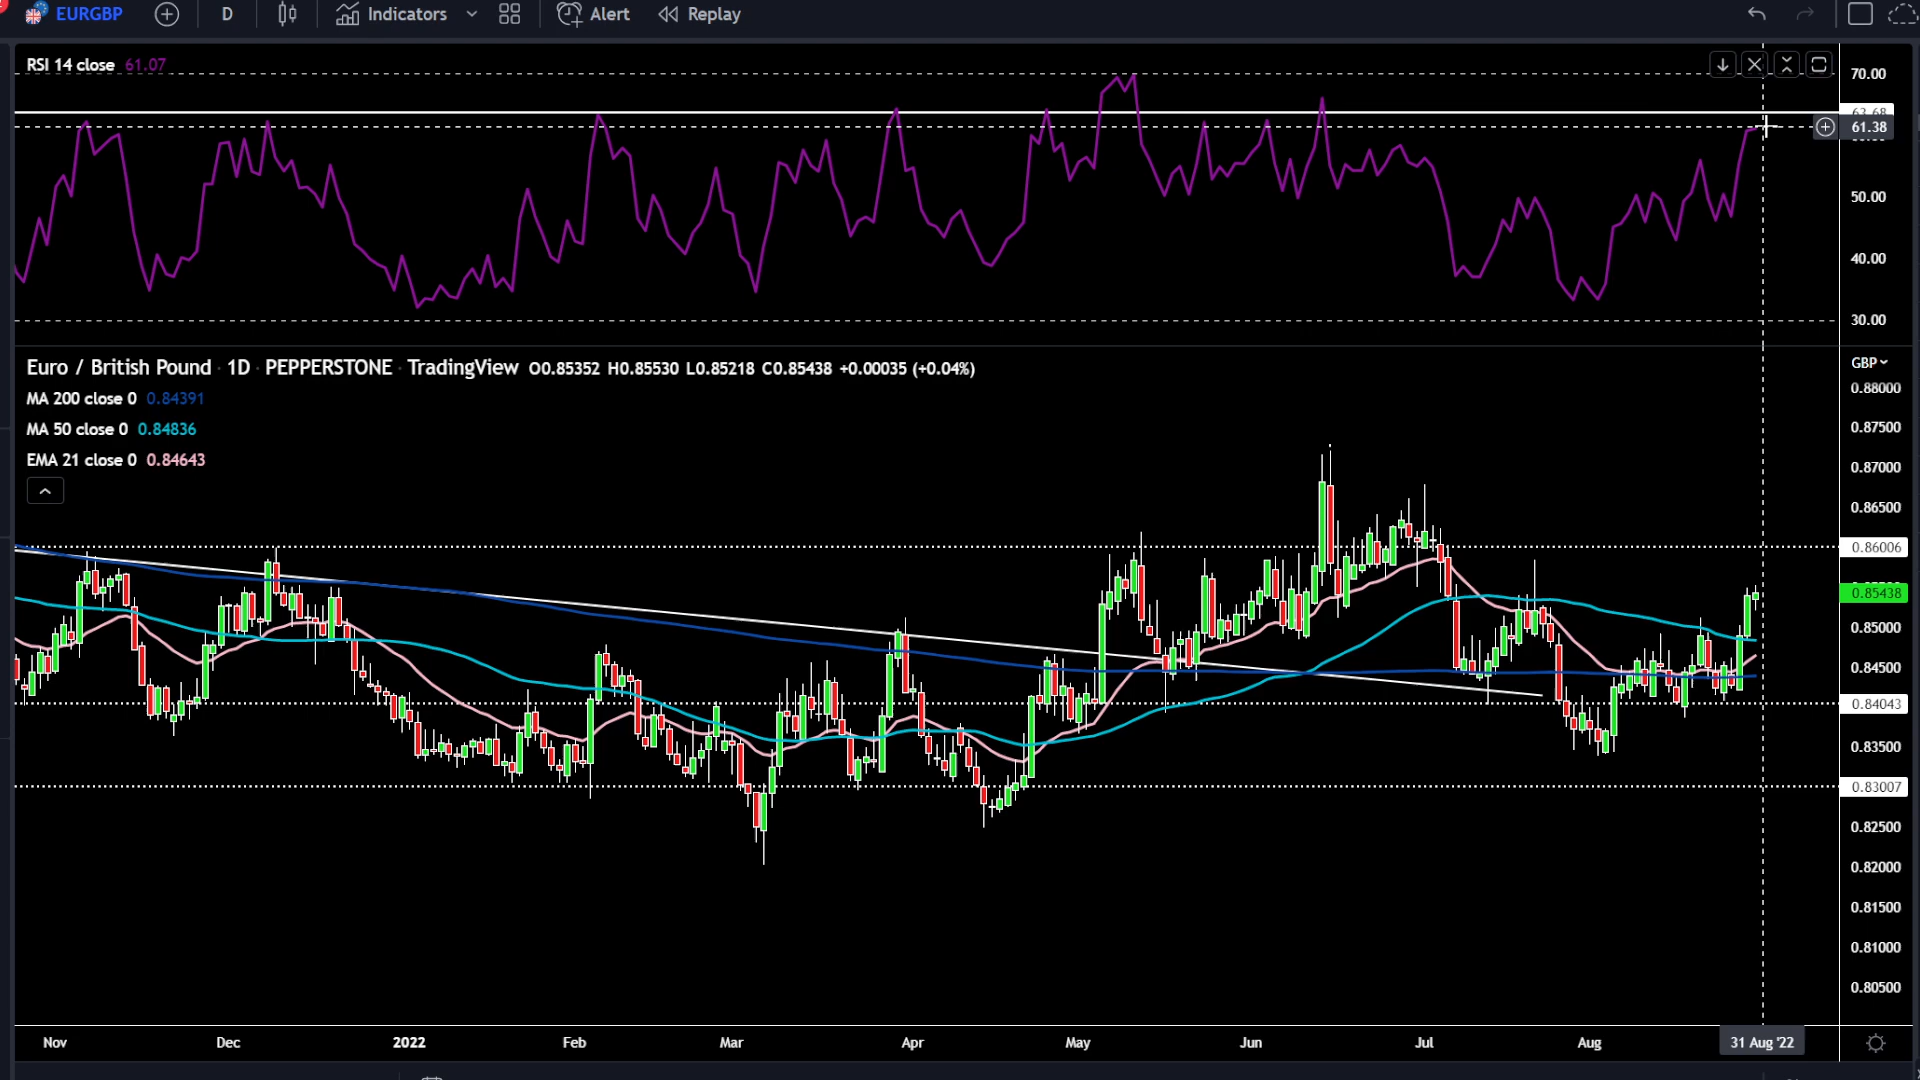 EURGBP D Indicators Alert Replay
RSI 14 close 61.07
70.00
61.38
50.00
40.00
30.00
Euro / British Pound · 1D · PEPPERSTONE · TradingView O0.85352 H0.85530 L0.85218 C0.85438 +0.00035 (+0.04%)
MA 200 close 0 0.84391
MA 50 close 0 0.84836
EMA 21 close 0 0.84643
GBP
0.88000
0.87500
0.87000
0.86500
0.86006
0.85438
0.85000
0.84500
0.84043
0.83500
0.83007
0.82500
0.82000
0.81500
0.81000
0.80500
Nov Dec 2022 Feb Mar Apr May Jun Jul Aug 31 Aug '22